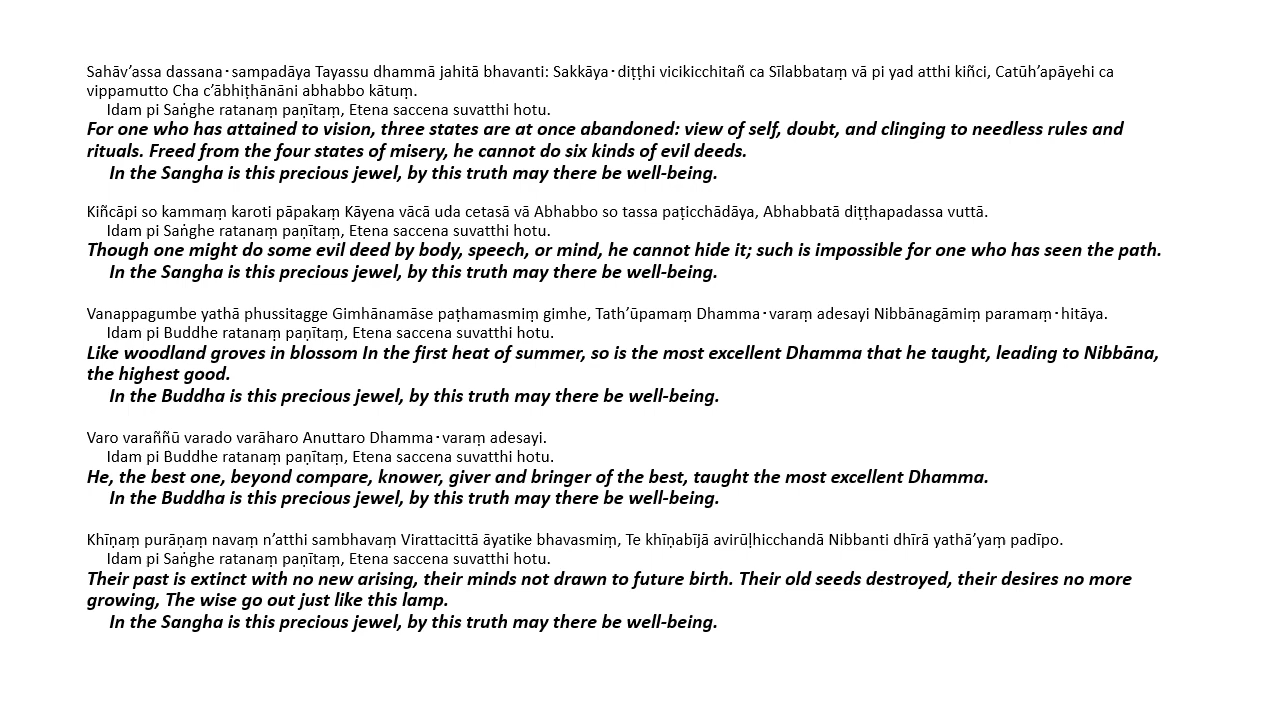 Sahāv’assa dassana·sampadāya Tayassu dhammā jahitā bhavanti: Sakkāya·diṭṭhi vicikicchitañ ca Sīlabbataṃ vā pi yad atthi kiñci, Catūh’apāyehi ca
vippamutto Cha c’ābhiṭhānāni abhabbo kātuṃ.
Idam pi Saṅghe ratanaṃ paṇītaṃ, Etena saccena suvatthi hotu.
For one who has attained to vision, three states are at once abandoned: view of self, doubt, and clinging to needless rules and
rituals. Freed from the four states of misery, he cannot do six kinds of evil deeds.
In the Sangha is this precious jewel, by this truth may there be well-being.
Kiñcāpi so kammaṃ karoti pāpakaṃ Kāyena vācā uda cetasā vā Abhabbo so tassa paṭicchādāya, Abhabbatā diṭṭhapadassa vuttā.
Idam pi Saṅghe ratanaṃ paṇītaṃ, Etena saccena suvatthi hotu.
Though one might do some evil deed by body, speech, or mind, he cannot hide it; such is impossible for one who has seen the path.
In the Sangha is this precious jewel, by this truth may there be well-being.
Vanappagumbe yathā phussitagge Gimhānamāse paṭhamasmiṃ gimhe, Tath’ūpamaṃ Dhamma·varaṃ adesayi Nibbānagāmiṃ paramaṃ·hitāya.
Idam pi Buddhe ratanaṃ paṇītaṃ, Etena saccena suvatthi hotu.
Like woodland groves in blossom In the first heat of summer, so is the most excellent Dhamma that he taught, leading to Nibbāna,
the highest good.
In the Buddha is this precious jewel, by this truth may there be well-being.
Varo varaññū varado varāharo Anuttaro Dhamma·varaṃ adesayi.
Idam pi Buddhe ratanaṃ paṇītaṃ, Etena saccena suvatthi hotu.
He, the best one, beyond compare, knower, giver and bringer of the best, taught the most excellent Dhamma.
In the Buddha is this precious jewel, by this truth may there be well-being.
Khīṇaṃ purāṇaṃ navaṃ n’atthi sambhavaṃ Virattacittā āyatike bhavasmiṃ, Te khīṇabījā avirūḷhicchandā Nibbanti dhīrā yathā’yaṃ padīpo.
Idam pi Saṅghe ratanaṃ paṇītaṃ, Etena saccena suvatthi hotu.
Their past is extinct with no new arising, their minds not drawn to future birth. Their old seeds destroyed, their desires no more
growing, The wise go out just like this lamp.
In the Sangha is this precious jewel, by this truth may there be well-being.